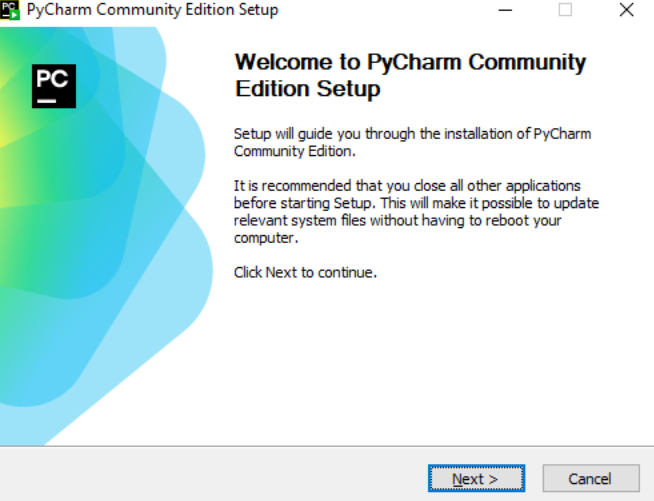 PC PyCharm Community Edition Setup
PC
Welcome to PyCharm Community
Edition Setup
Setup will guide you through the installation of PyCharm
Community Edition.
It is recommended that you close all other applications
before starting Setup. This will make it possible to update
relevant system files without having to reboot your
computer.
Click Next to continue.
Next >
Cancel